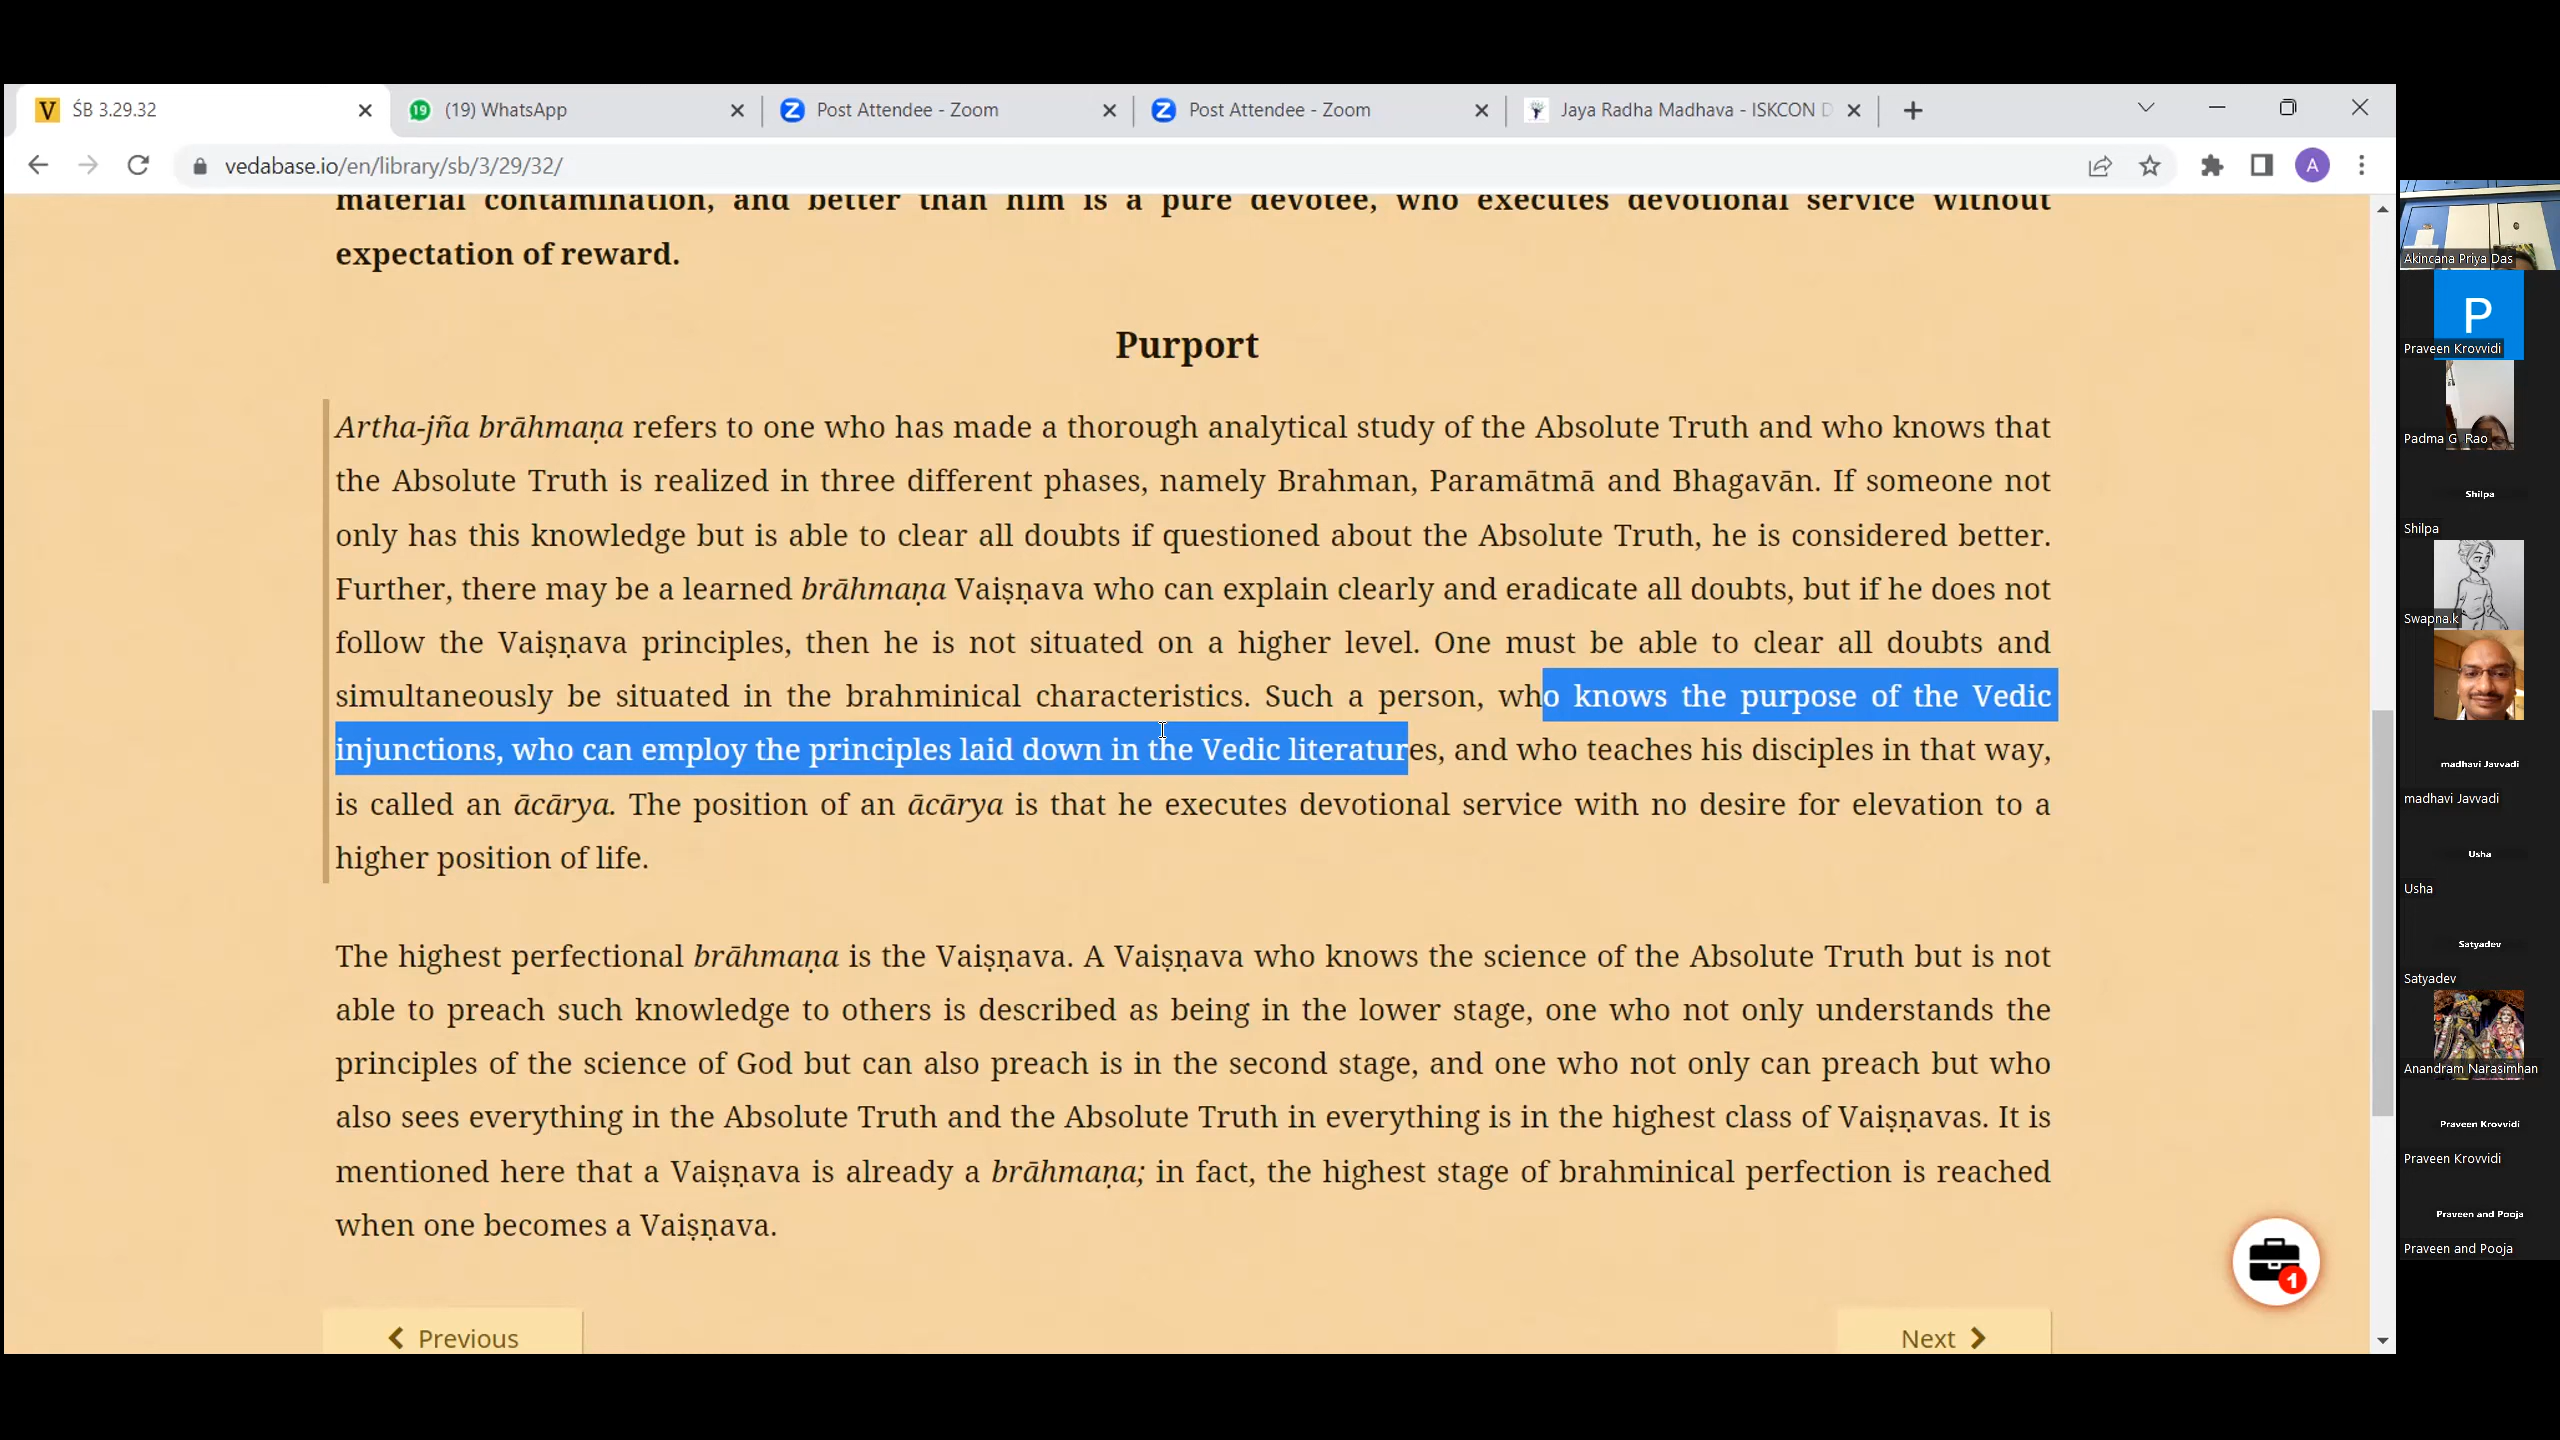 ŚB 3.29.32
19
(19) WhatsApp
Post Attendee - Zoom
Post Attendee - Zoom
Jaya Radha Madhava - ISKCON D
vedabase.io/en/library/sb/3/29/32/
A
material contamination, and better than him is a pure devotee, who executes devotional service without
expectation of reward.
Purport
Artha-jña brāhmaṇa refers to one who has made a thorough analytical study of the Absolute Truth and who knows that
the Absolute Truth is realized in three different phases, namely Brahman, Paramātmā and Bhagavān. If someone not
only has this knowledge but is able to clear all doubts if questioned about the Absolute Truth, he is considered better.
Further, there may be a learned brāhmaṇa Vaiṣṇava who can explain clearly and eradicate all doubts, but if he does not
follow the Vaiṣṇava principles, then he is not situated on a higher level. One must be able to clear all doubts and
simultaneously be situated in the brahminical characteristics. Such a person, who knows the purpose of the Vedic
injunctions, who can employ the principles laid down in the Vedic literatures, and who teaches his disciples in that way,
is called an ācārya. The position of an ācārya is that he executes devotional service with no desire for elevation to a
higher position of life.
The highest perfectional brāhmaṇa is the Vaiṣṇava. A Vaiṣṇava who knows the science of the Absolute Truth but is not
able to preach such knowledge to others is described as being in the lower stage, one who not only understands the
principles of the science of God but can also preach is in the second stage, and one who not only can preach but who
also sees everything in the Absolute Truth and the Absolute Truth in everything is in the highest class of Vaiṣṇavas. It is
mentioned here that a Vaiṣṇava is already a brāhmaṇa; in fact, the highest stage of brahminical perfection is reached
when one becomes a Vaiṣṇava.
Previous
Next
1
Akincana Priya Das
P
Praveen Krovvidi
Padma G Rao
Shilpa
Shilpa
Swapna.k
madhavi Javvadi
madhavi Javvadi
Usha
Usha
Satyadev
Satyadev
Anandram Narasimhan
Praveen Krovvidi
Praveen Krovvidi
Praveen and Pooja
Praveen and Pooja